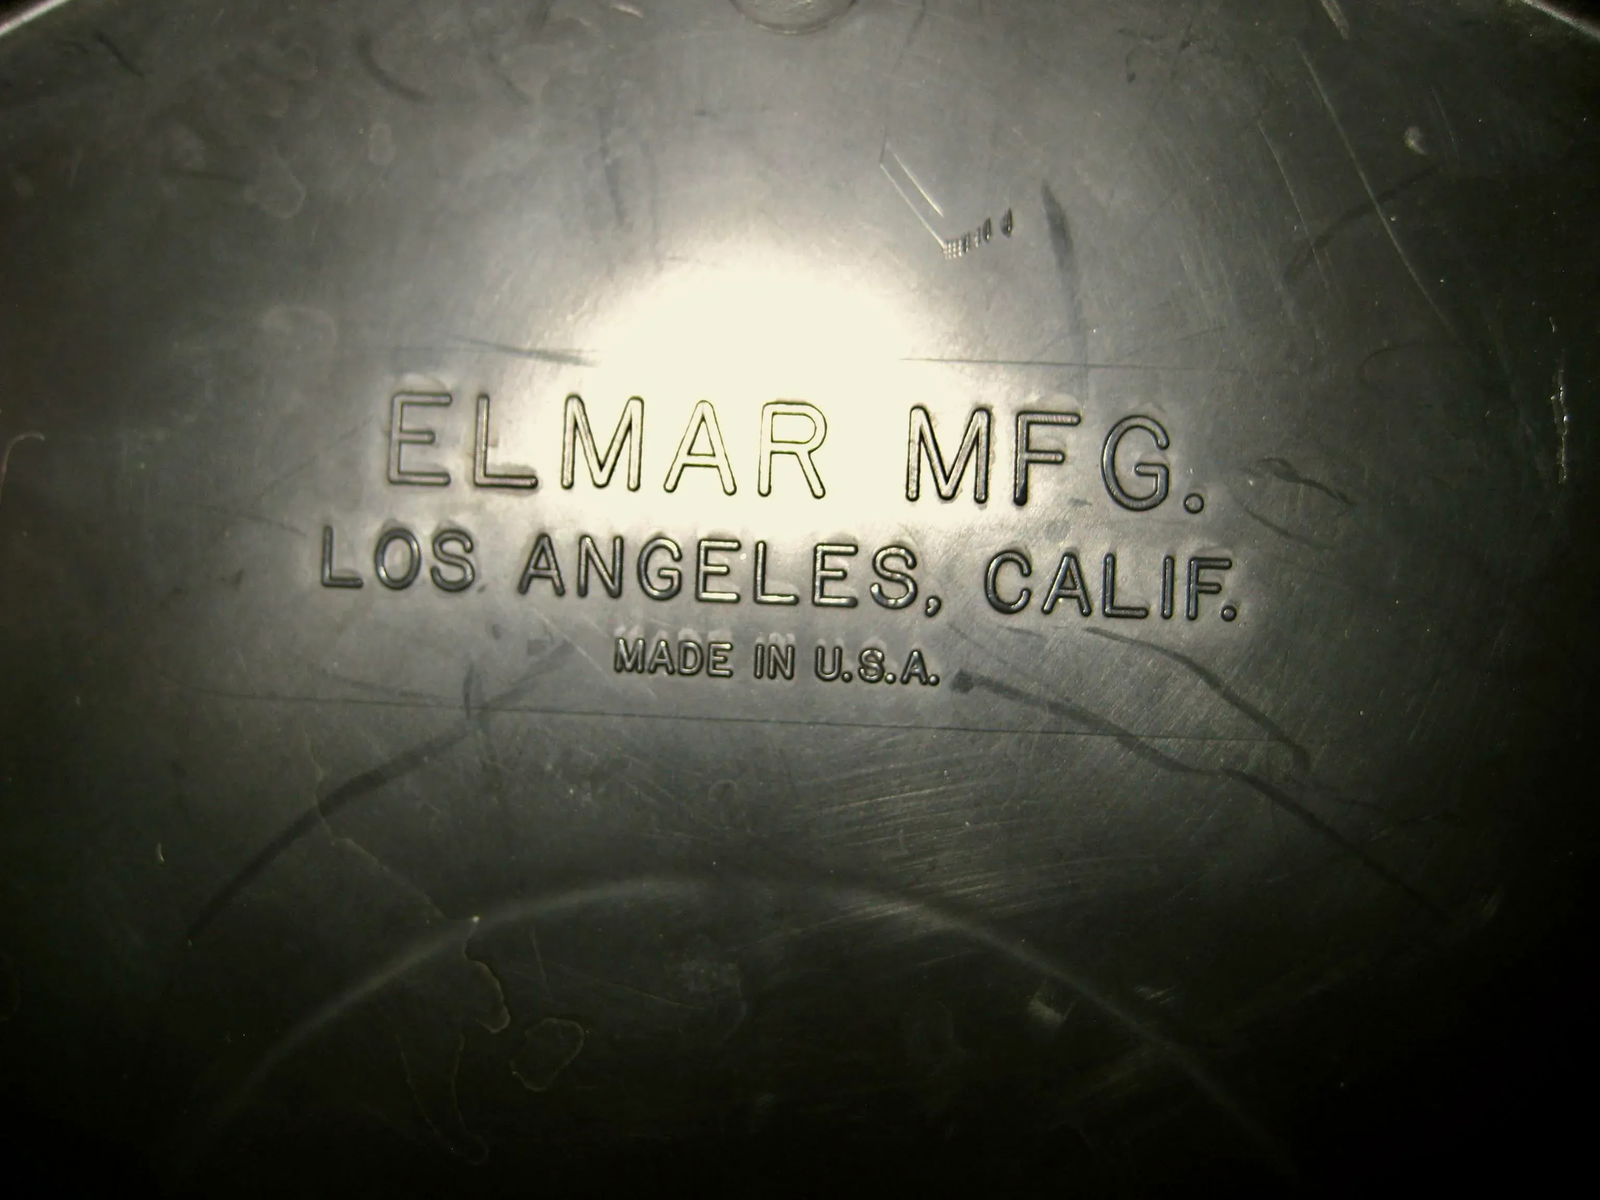 ELMAR MFG.
LOS ANGELES, CALIF.
MADE IN U.S.A.